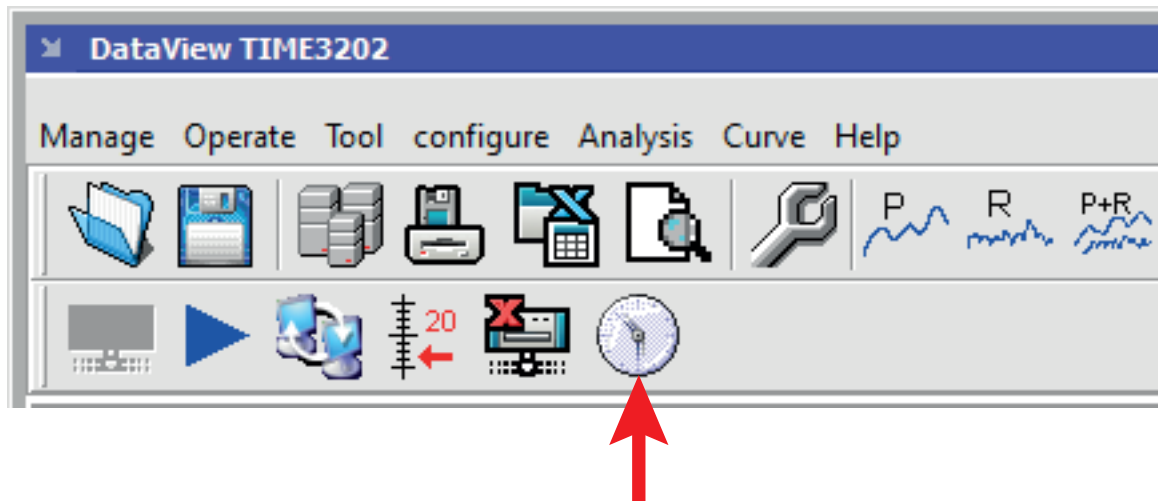 DataView TIME3202
Manage Operate Tool configure Analysis Curve Help
P R P+R
20